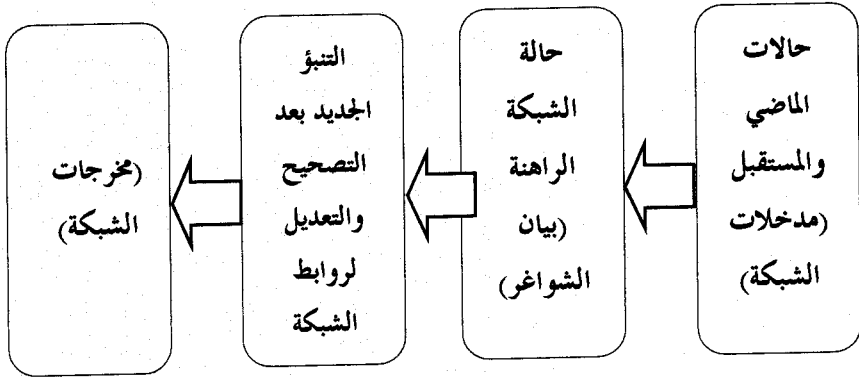 حالات
الماضي
والمستقبل
(مدخلات
الشبكة)
حالة
الشبكة
الراهنة
(بيان
الشواغر)
التنبؤ
الجديد بعد
التصحيح
والتعديل
لروابط
الشبكة
(مخرجات
الشبكة)